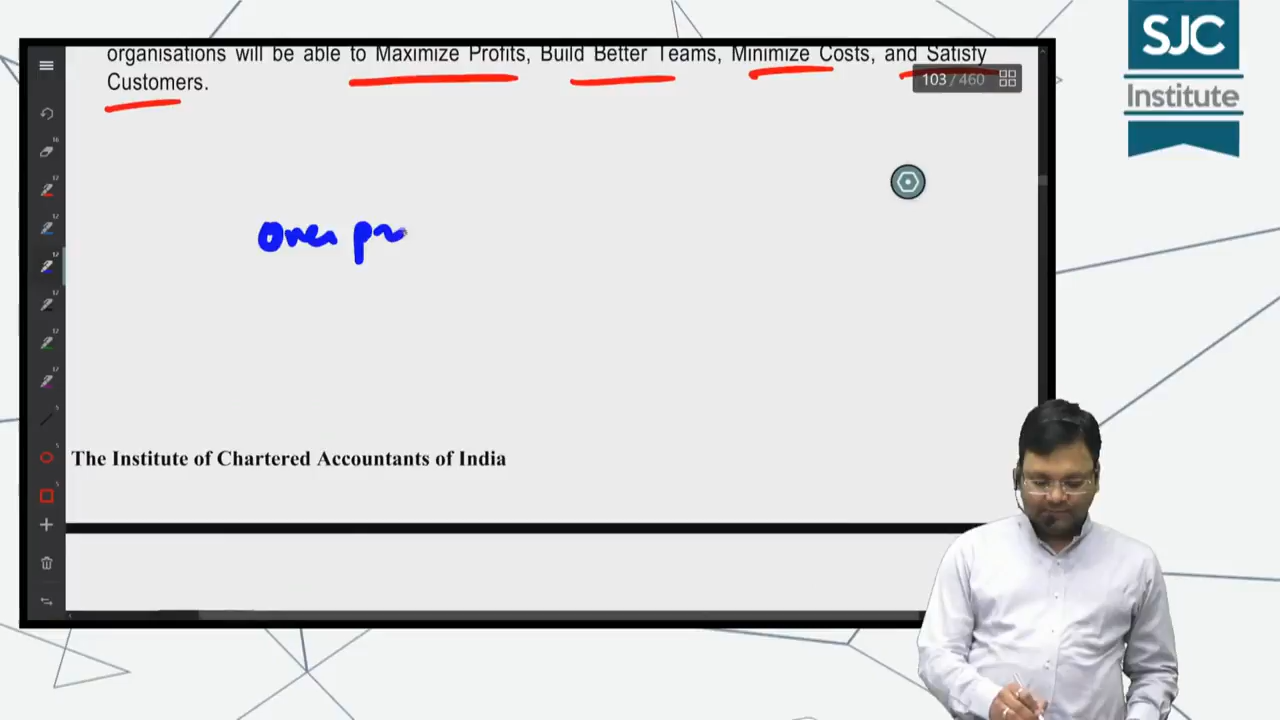 organisations will be able to Maximize Profits, Build Better Teams, Minimize Costs, and Satisfy
Customers.
103 / 460
SJC
Institute
Over
The Institute of Chartered Accountants of India